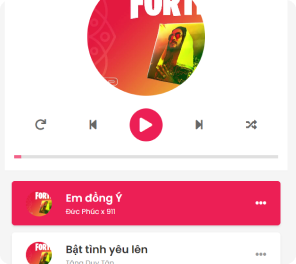 FORT
FORT
Em đồng Ý
Đức Phúc x 911
FORT
Bật tình yêu lên
Tăng Duy Tân